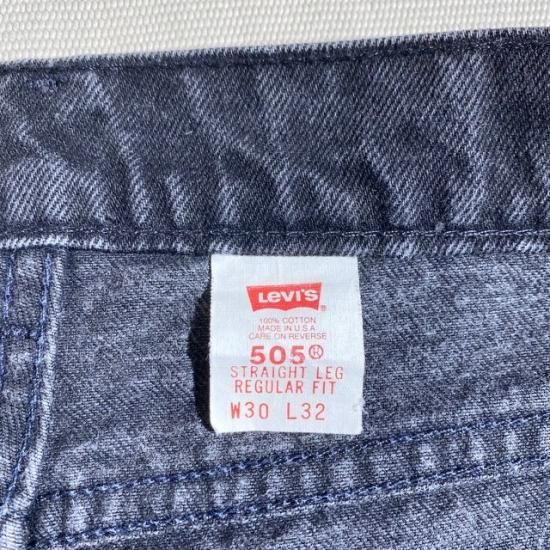 Levi's ®
100% COTTON
MADE IN U.S.A
CARE ON REVERSE
505®
STRAIGHT LEG
REGULAR FIT
W30 L32